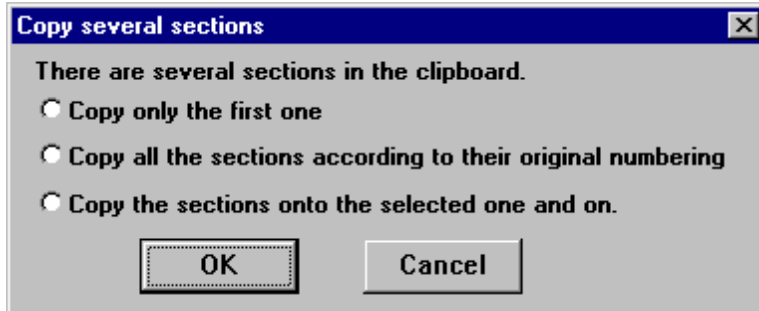 Copy several sections
There are several sections in the clipboard.
Copy only the first one
Copy all the sections according to their original numbering
Copy the sections onto the selected one and on.
OK Cancel